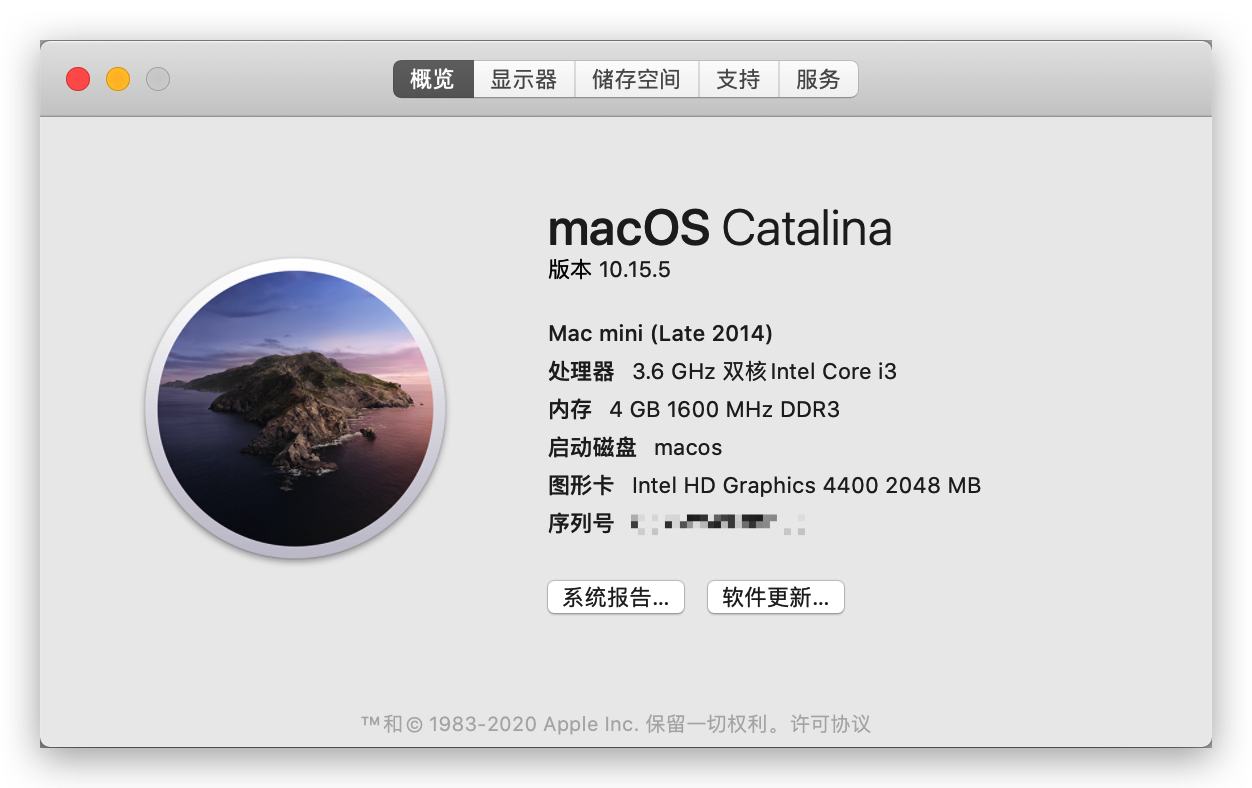 概览 显示器 储存空间 支持 服务
macOS Catalina
版本 10.15.5
Mac mini (Late 2014)
处理器 3.6 GHz 双核Intel Core i3
内存 4 GB 1600 MHz DDR3
启动磁盘 macos
图形卡 Intel HD Graphics 4400 2048 MB
序列号
系统报告... 软件更新...
™和© 1983-2020 Apple Inc. 保留一切权利。许可协议